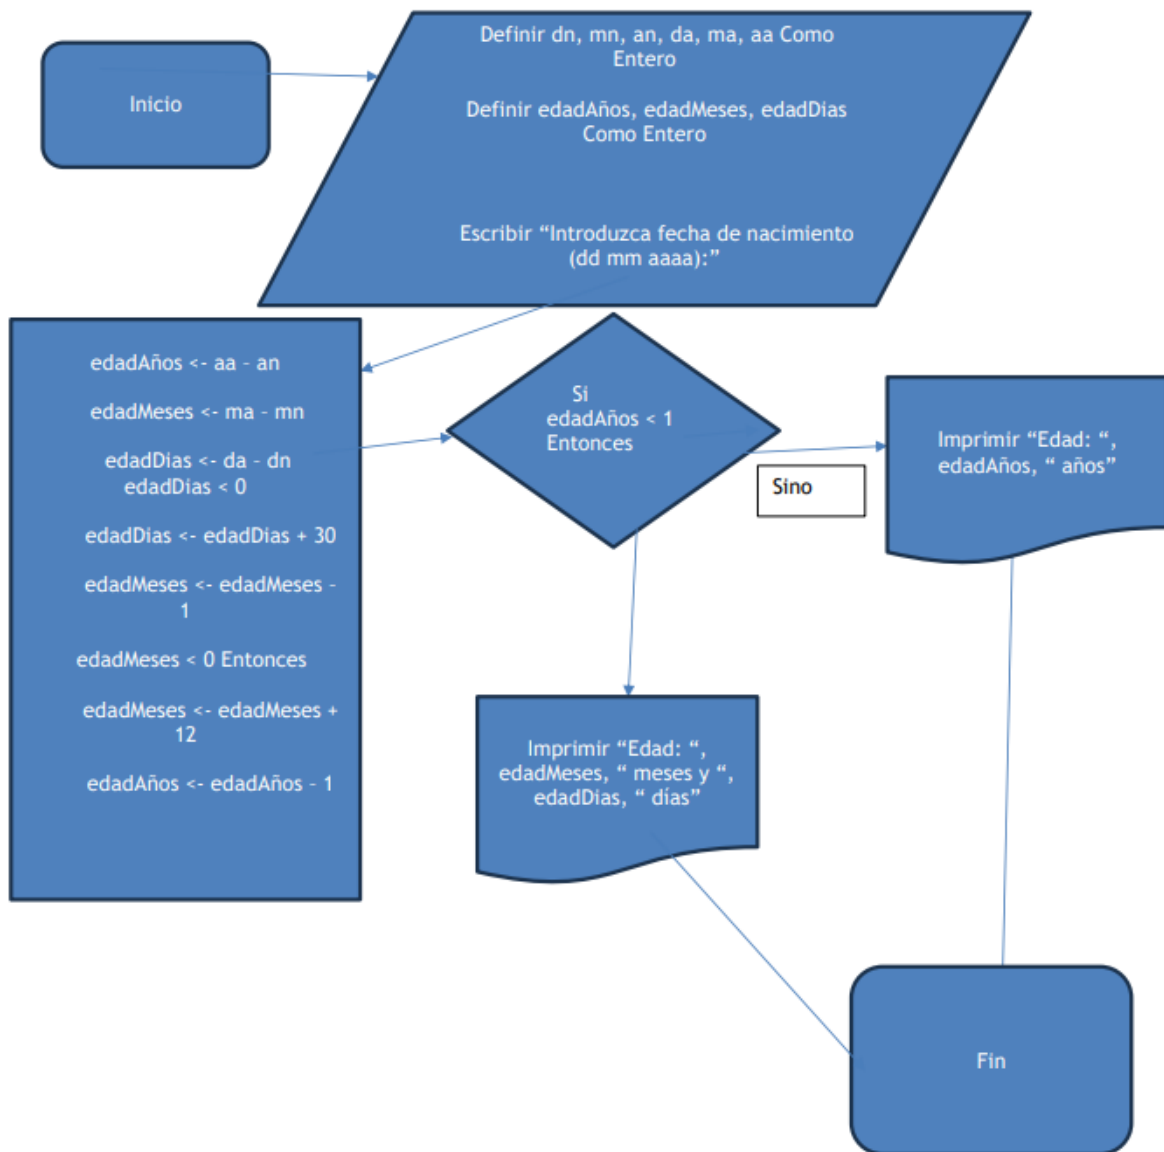 Inicio
Definir dn, mn, an, da, ma, aa Como
Entero
Definir edadAños, edadMeses, edadDias
Como Entero
Escribir “Introduzca fecha de nacimiento
(dd mm aaaa):”
edadAños <- aa – an
edadMeses <- ma – mn
edadDias <- da – dn
edadDias < 0
edadDias <- edadDias + 30
edadMeses <- edadMeses –
1
edadMeses < 0 Entonces
edadMeses <- edadMeses +
12
edadAños <- edadAños – 1
Si
edadAños < 1
Entonces
Sino
Imprimir “Edad: “,
edadAños, “ años”
Imprimir “Edad: “,
edadMeses, “ meses y “,
edadDias, “ días”
Fin